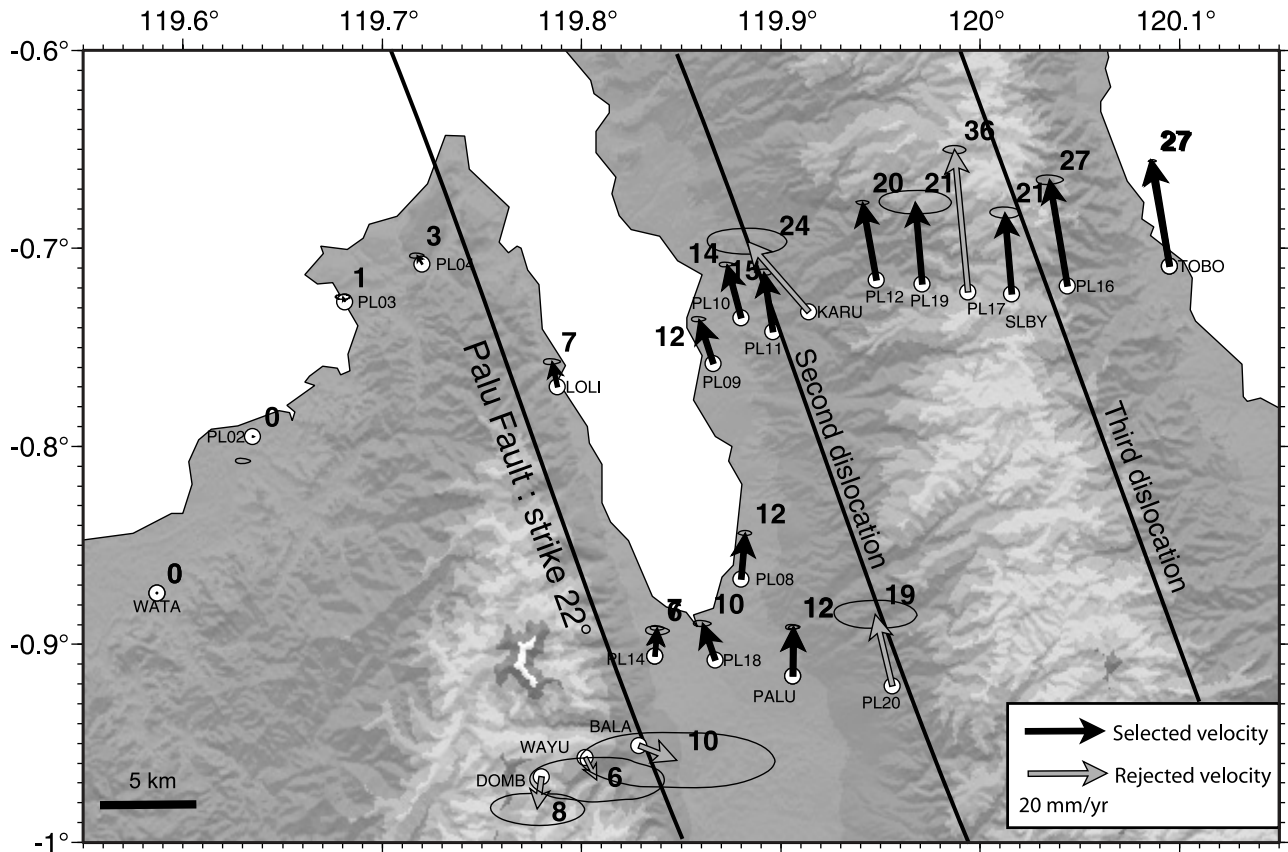 119.6° 119.7° 119.8° 119.9° 120° 120.1°
-0.6°
-0.7°
-0.8°
-0.9°
-1°
36
27
20 21 27
21
3
24
PL04
14 15
TOBO
1
PL03
PL12 PL19 PL17 PL16
SLBY
PL10
KARU
PL11
12
PL09
7
LOLI
0
PL02
Palu Fault : strike 22°
Second dislocation
Third dislocation
12
PL08
0
WATA
7
6
10
12
19
PL14
PL18
PALU
PL20
BALA
10
WAYU
6
DOMB
8
5 km
Selected velocity
Rejected velocity
20 mm/yr